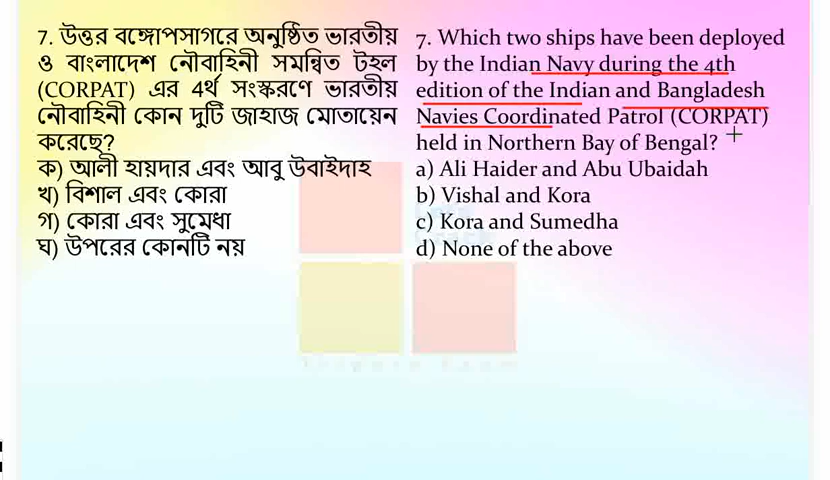 7. উত্তর বঙ্গোপসাগরে অনুষ্ঠিত ভারতীয়
ও বাংলাদেশ নৌবাহিনী সমন্বিত টহল
(CORPAT) এর 4র্থ সংস্করণে ভারতীয়
নৌবাহিনী কোন দুটি জাহাজ মোতায়েন
করেছে?
ক) আলী হায়দার এবং আবু উবাইদাহ
খ) বিশাল এবং কোরা
গ) কোরা এবং সুমেধা
ঘ) উপরের কোনটি নয়
7. Which two ships have been deployed
by the Indian Navy during the 4th
edition of the Indian and Bangladesh
Navies Coordinated Patrol (CORPAT)
held in Northern Bay of Bengal?
a) Ali Haider and Abu Ubaidah
b) Vishal and Kora
c) Kora and Sumedha
d) None of the above